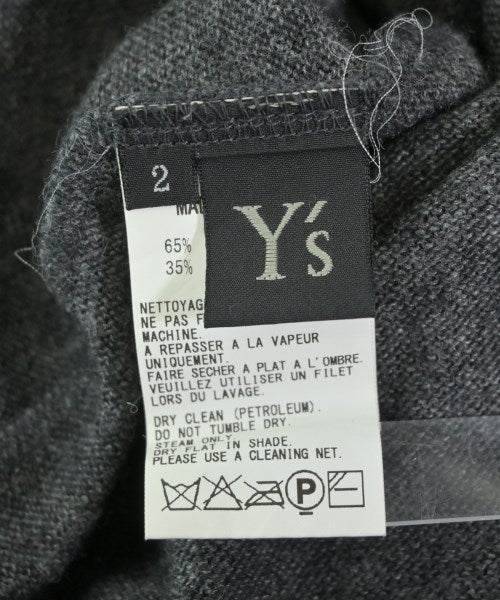 2
Y's
65%
35%
NE PAS
MACHINE.
A REPASSER A LA VAPEUR
UNIQUEMENT.
FAIRE SECHER A PLAT A L'OMBRE.
VEUILLEZ UTILISER UN FILET
LORS DU LAVAGE.
DRY CLEAN (PETROLEUM).
DO NOT TUMBLE DRY.
STEAM ONLY.
DRY FLAT IN SHADE.
PLEASE USE A CLEANING NET.
P